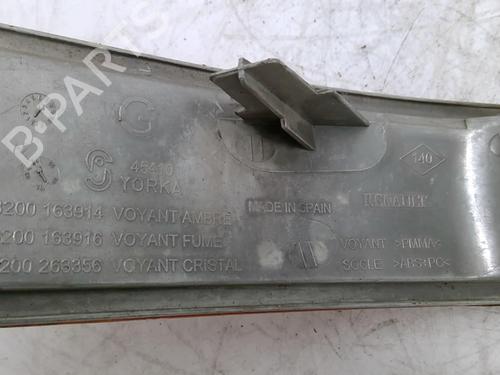 B-PARTS
G
45410
YORKA
140
8200 163914 VOYANT AMBRE
MADE IN SPAIN
RENAULT
8200 163916 VOYANT FUME
VOYANT >PMMA<
8200 268356 VOYANT CRISTAL
SOCLE >ABS+PC<